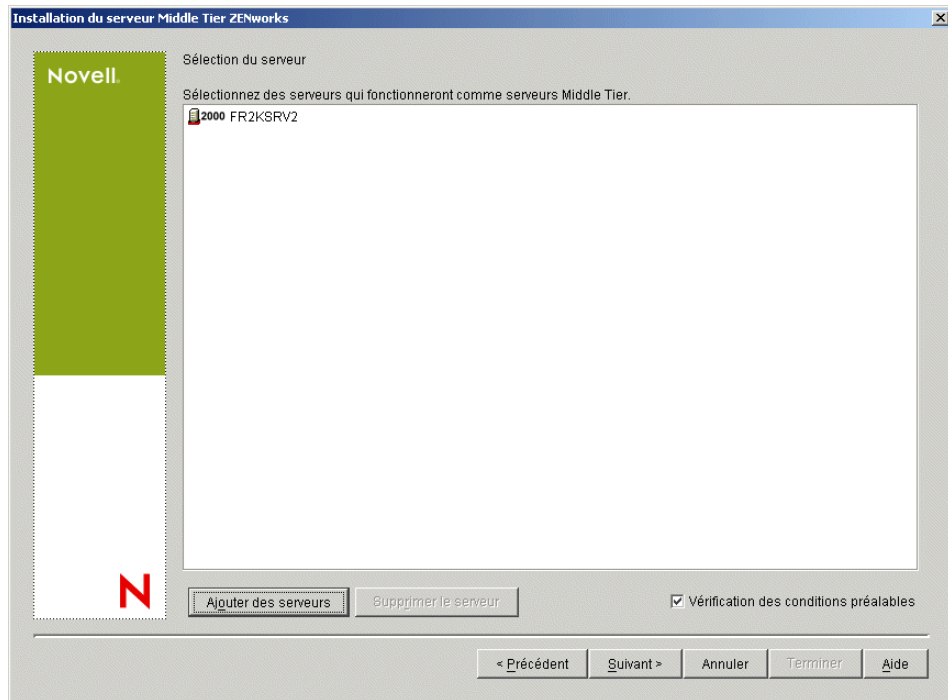 Installation du serveur Middle Tier ZENworks
Novell.
Sélection du serveur
Sélectionnez des serveurs qui fonctionneront comme serveurs Middle Tier.
2000 FR2KSRV2
N
Ajouter des serveurs
Supprimer le serveur
Vérification des conditions préalables
< Précédent
Suivant >
Annuler
Terminer
Aide